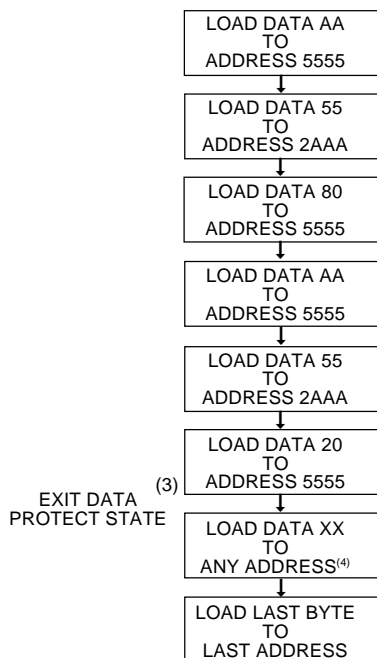 LOAD DATA AA
TO
ADDRESS 5555
LOAD DATA 55
TO
ADDRESS 2AAA
LOAD DATA 80
TO
ADDRESS 5555
LOAD DATA AA
TO
ADDRESS 5555
LOAD DATA 55
TO
ADDRESS 2AAA
LOAD DATA 20
TO
ADDRESS 5555
(3)
EXIT DATA
PROTECT STATE
LOAD DATA XX
TO
ANY ADDRESS(4)
LOAD LAST BYTE
TO
LAST ADDRESS